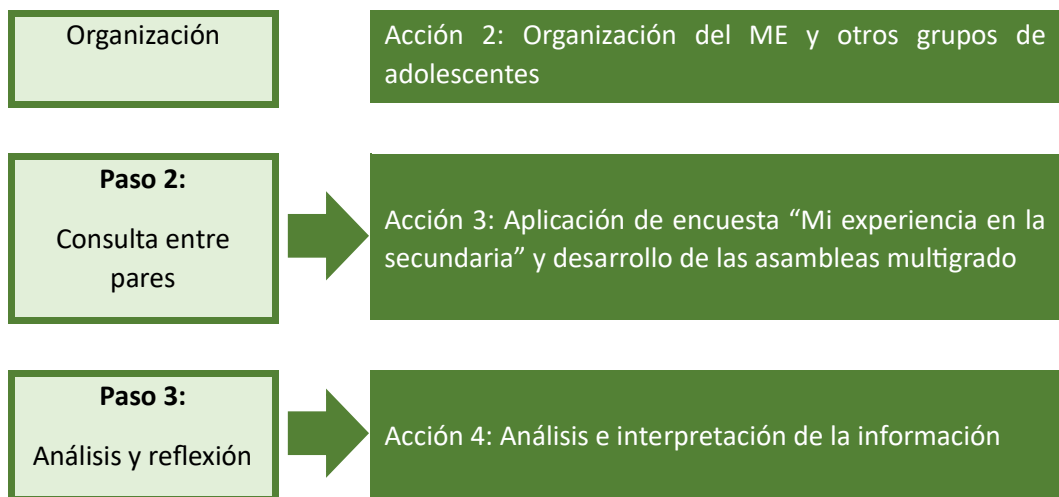 Organización
Acción 2: Organización del ME y otros grupos de
adolescentes
Paso 2:
Consulta entre
pares
Acción 3: Aplicación de encuesta “Mi experiencia en la
secundaria” y desarrollo de las asambleas multigrado
Paso 3:
Análisis y reflexión
Acción 4: Análisis e interpretación de la información